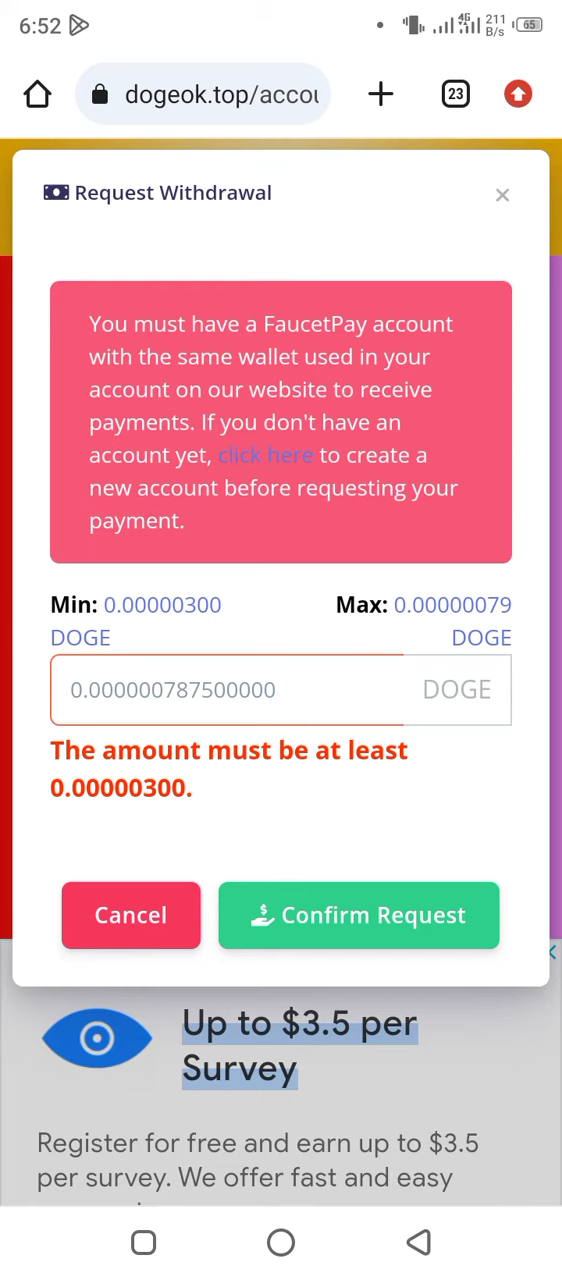 6:52
4G
211
B/s
65
dogeok.top/accou
23
Request Withdrawal
×
You must have a FaucetPay account
with the same wallet used in your
account on our website to receive
payments. If you don't have an
account yet, click here to create a
new account before requesting your
payment.
Min: 0.00000300
DOGE
Max: 0.00000079
DOGE
0.000000787500000
DOGE
The amount must be at least
0.00000300.
Cancel
Confirm Request
Up to $3.5 per
Survey
Register for free and earn up to $3.5
per survey. We offer fast and easy